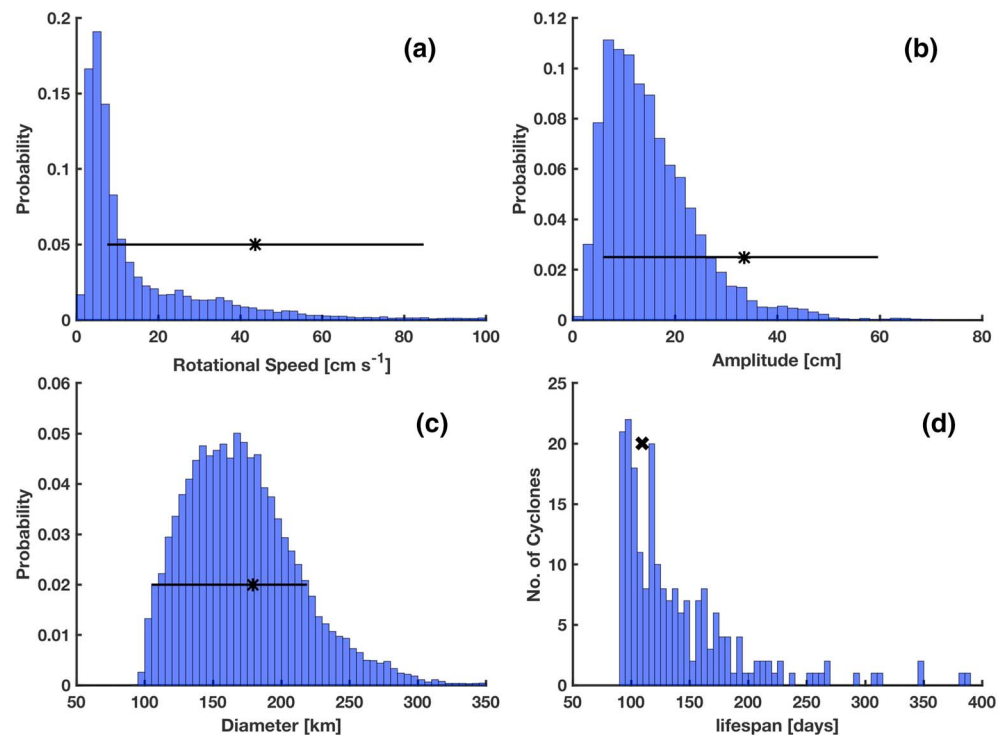 (a)
0.2
0.15
0.1
0.05
0
Probability
0 20 40 60 80 100
Rotational Speed [cm s-1]
(b)
0.12
0.1
0.08
0.06
0.04
0.02
0
Probability
0 20 40 60 80
Amplitude [cm]
(c)
0.06
0.05
0.04
0.03
0.02
0.01
0
Probability
50 100 150 200 250 300 350
Diameter [km]
(d)
25
20
15
10
5
0
No. of Cyclones
50 100 150 200 250 300 350 400
lifespan [days]